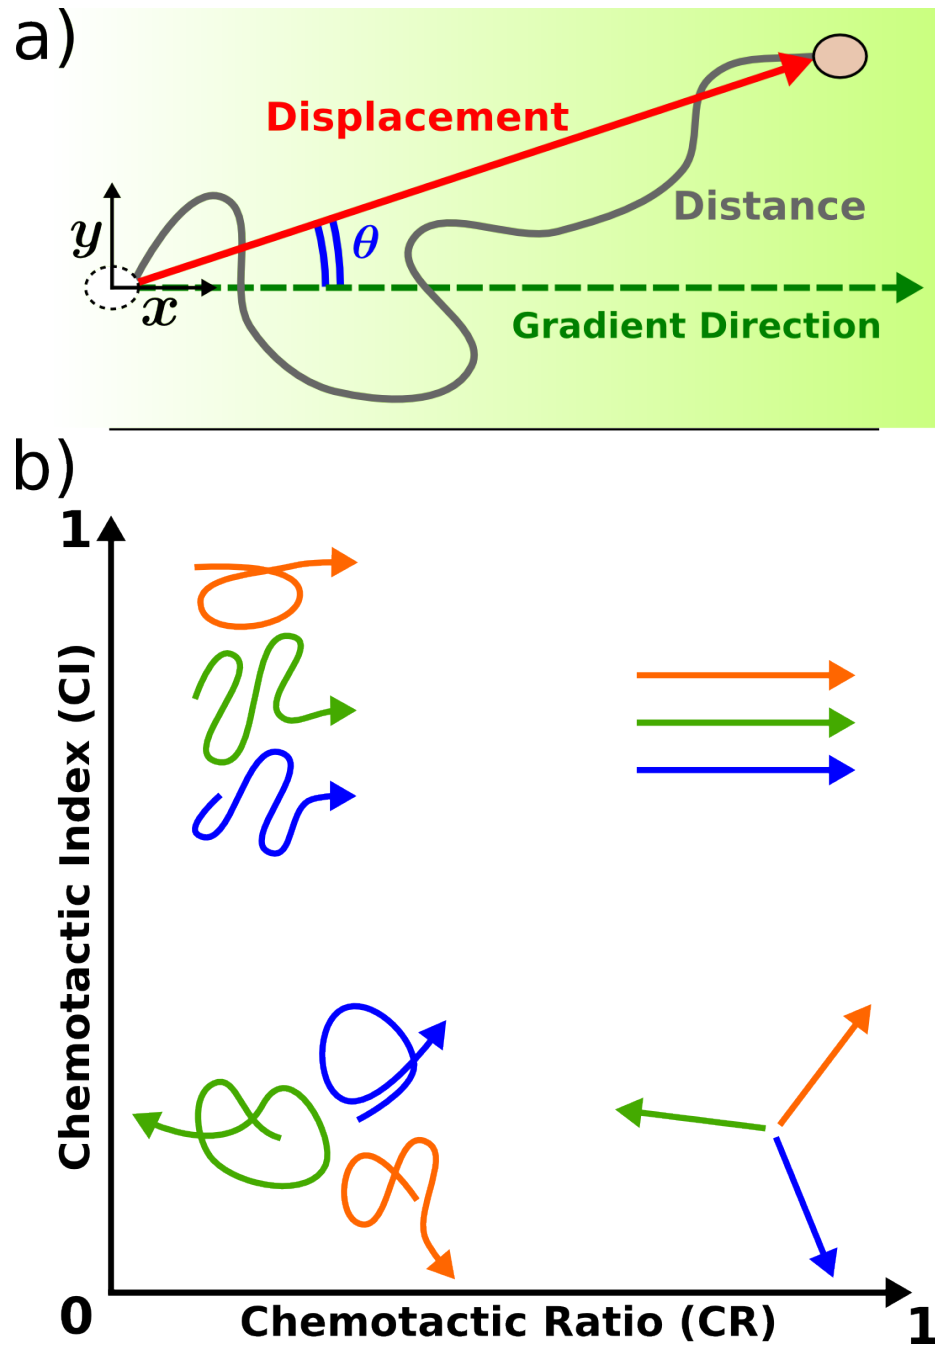 a)
Displacement
y
θ
Distance
x
Gradient Direction
b)
1
Chemotactic Index (CI)
0
Chemotactic Ratio (CR)
1